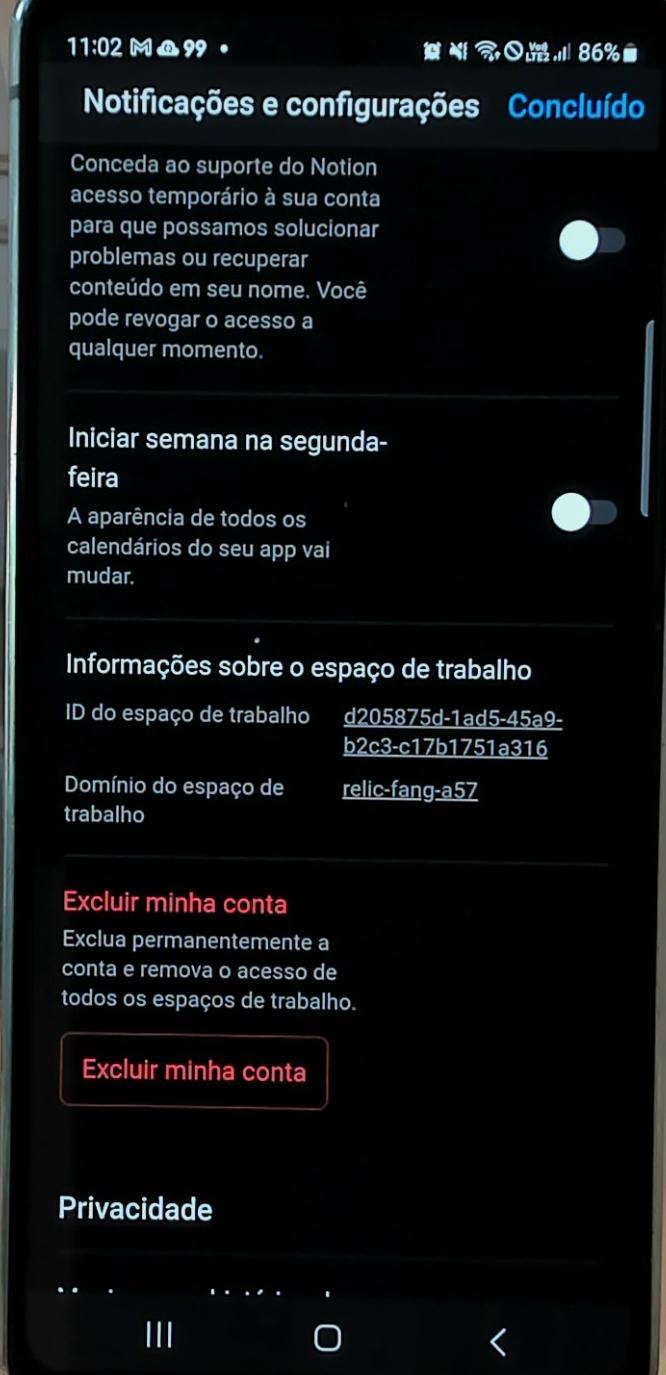 11:02 99 86%
Notificações e configurações Concluído
Conceda ao suporte do Notion
acesso temporário à sua conta
para que possamos solucionar
problemas ou recuperar
conteúdo em seu nome. Você
pode revogar o acesso a
qualquer momento.
Iniciar semana na segunda-
feira
A aparência de todos os
calendários do seu app vai
mudar.
Informações sobre o espaço de trabalho
ID do espaço de trabalho d205875d-1ad5-45a9-
b2c3-c17b1751a316
Domínio do espaço de relic-fang-a57
trabalho
Excluir minha conta
Exclua permanentemente a
conta e remova o acesso de
todos os espaços de trabalho.
Excluir minha conta
Privacidade